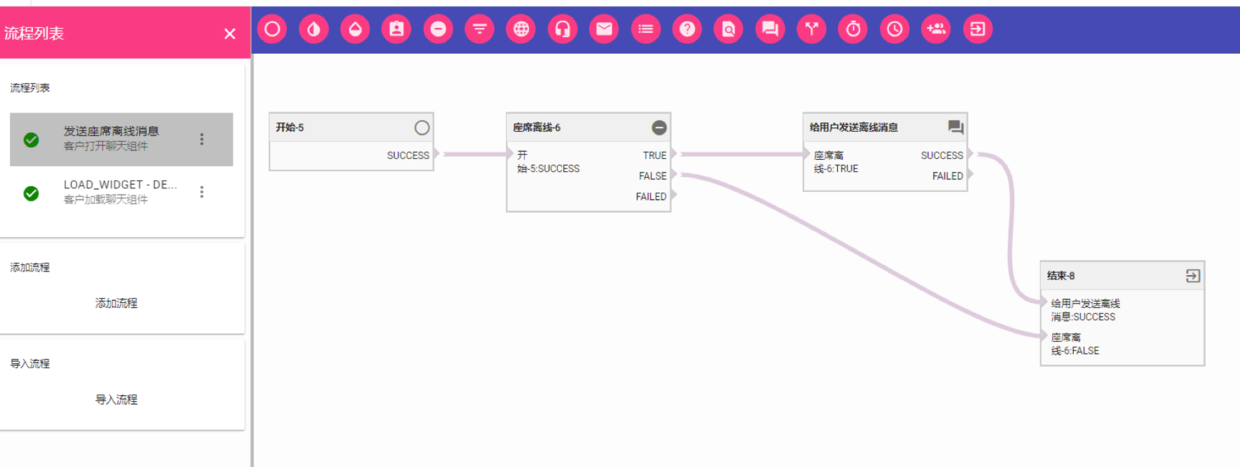 流程列表
流程列表
发送座席离线消息
客户打开聊天组件
LOAD_WIDGET - DE...
客户加载聊天组件
添加流程
添加流程
导入流程
导入流程
开始-5
SUCCESS
座席离线-6
开
始-5:SUCCESS
TRUE
FALSE
FAILED
给用户发送离线消息
座席离
线-6:TRUE
SUCCESS
FAILED
结束-8
给用户发送离线
消息:SUCCESS
座席离
线-6:FALSE